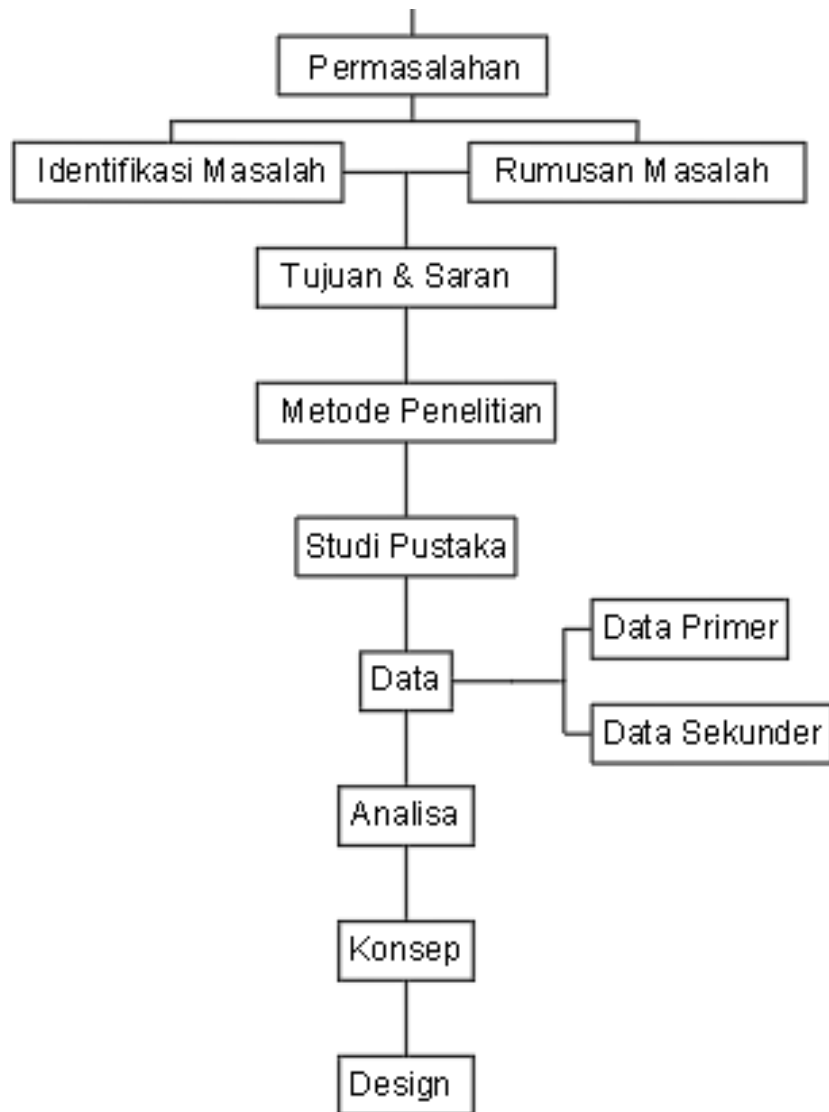 Permasalahan
Identifikasi Masalah
Rumusan Masalah
Tujuan & Saran
Metode Penelitian
Studi Pustaka
Data Primer
Data
Data Sekunder
Analisa
Konsep
Design